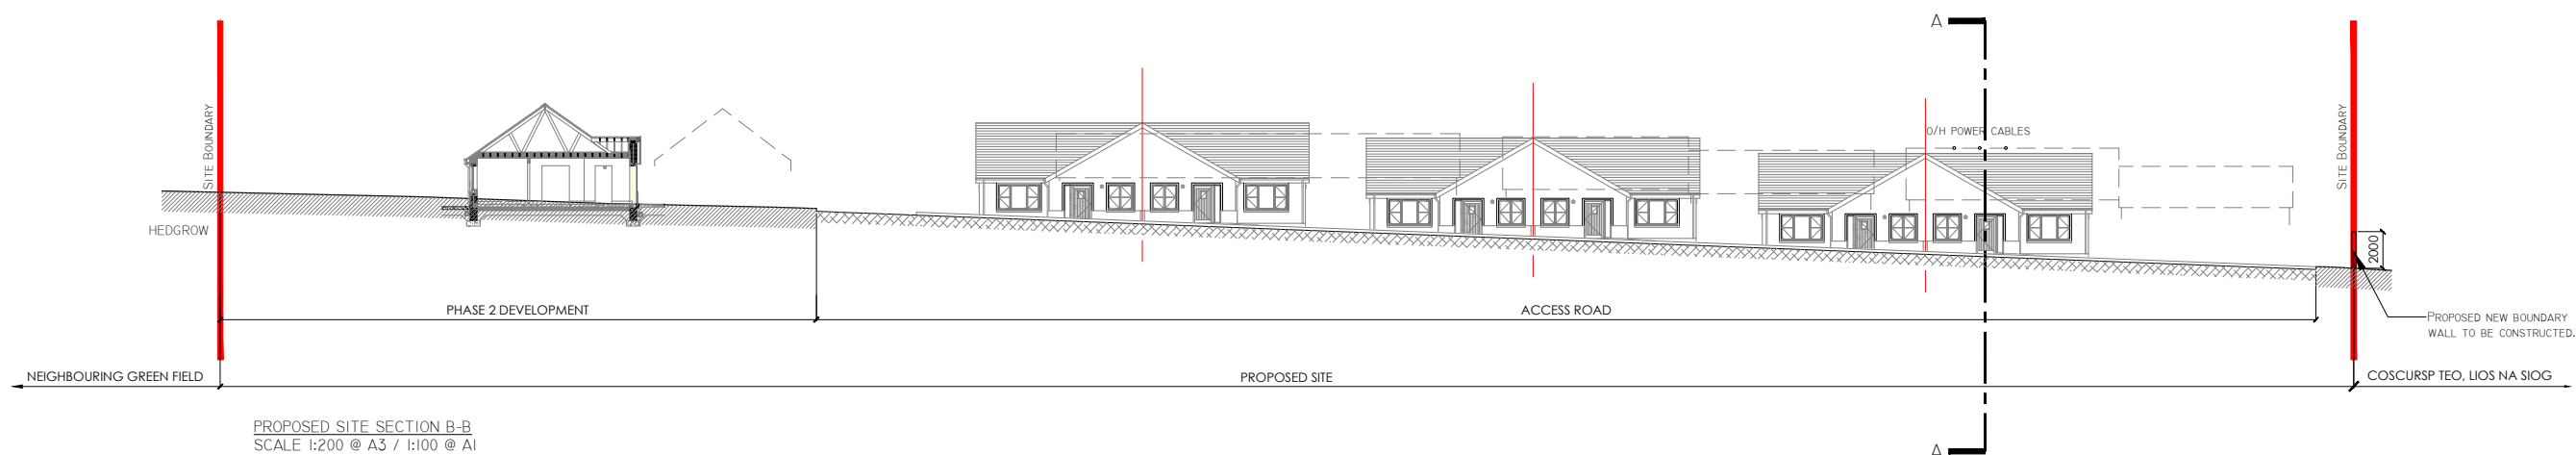 A
SITE BOUNDARY
O/H POWER CABLES
SITE BOUNDARY
HEDGROW
2000
PHASE 2 DEVELOPMENT
ACCESS ROAD
PROPOSED NEW BOUNDARY
WALL TO BE CONSTRUCTED.
NEIGHBOURING GREEN FIELD
PROPOSED SITE
COSCURSP TEO, LIOS NA SIOG
PROPOSED SITE SECTION B-B
SCALE 1:200 @ A3 / 1:100 @ A1
A